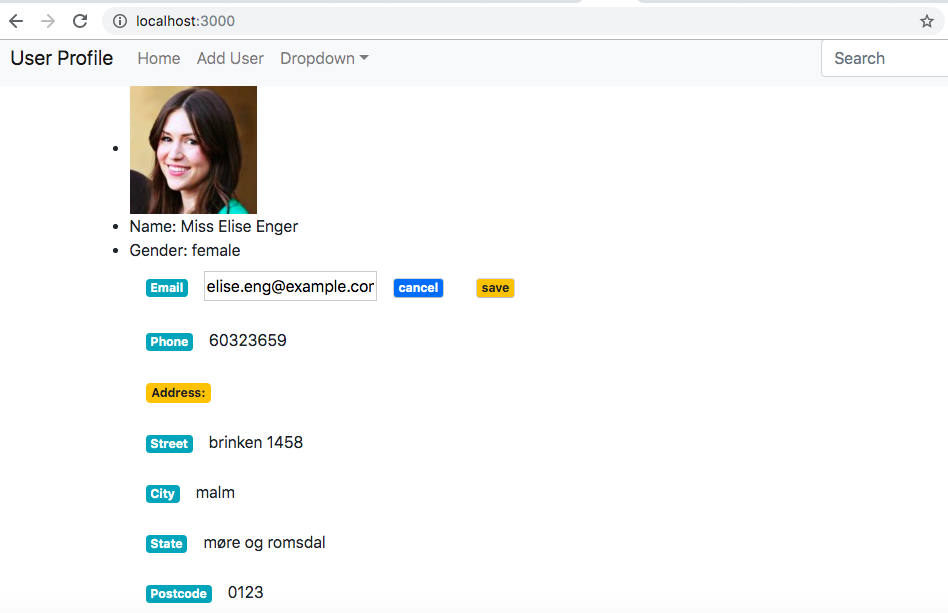 localhost:3000
User Profile Home Add User Dropdown Search
Name: Miss Elise Enger
Gender: female
Email elise.eng@example.cor cancel save
Phone 60323659
Address:
Street brinken 1458
City malm
State møre og romsdal
Postcode 0123